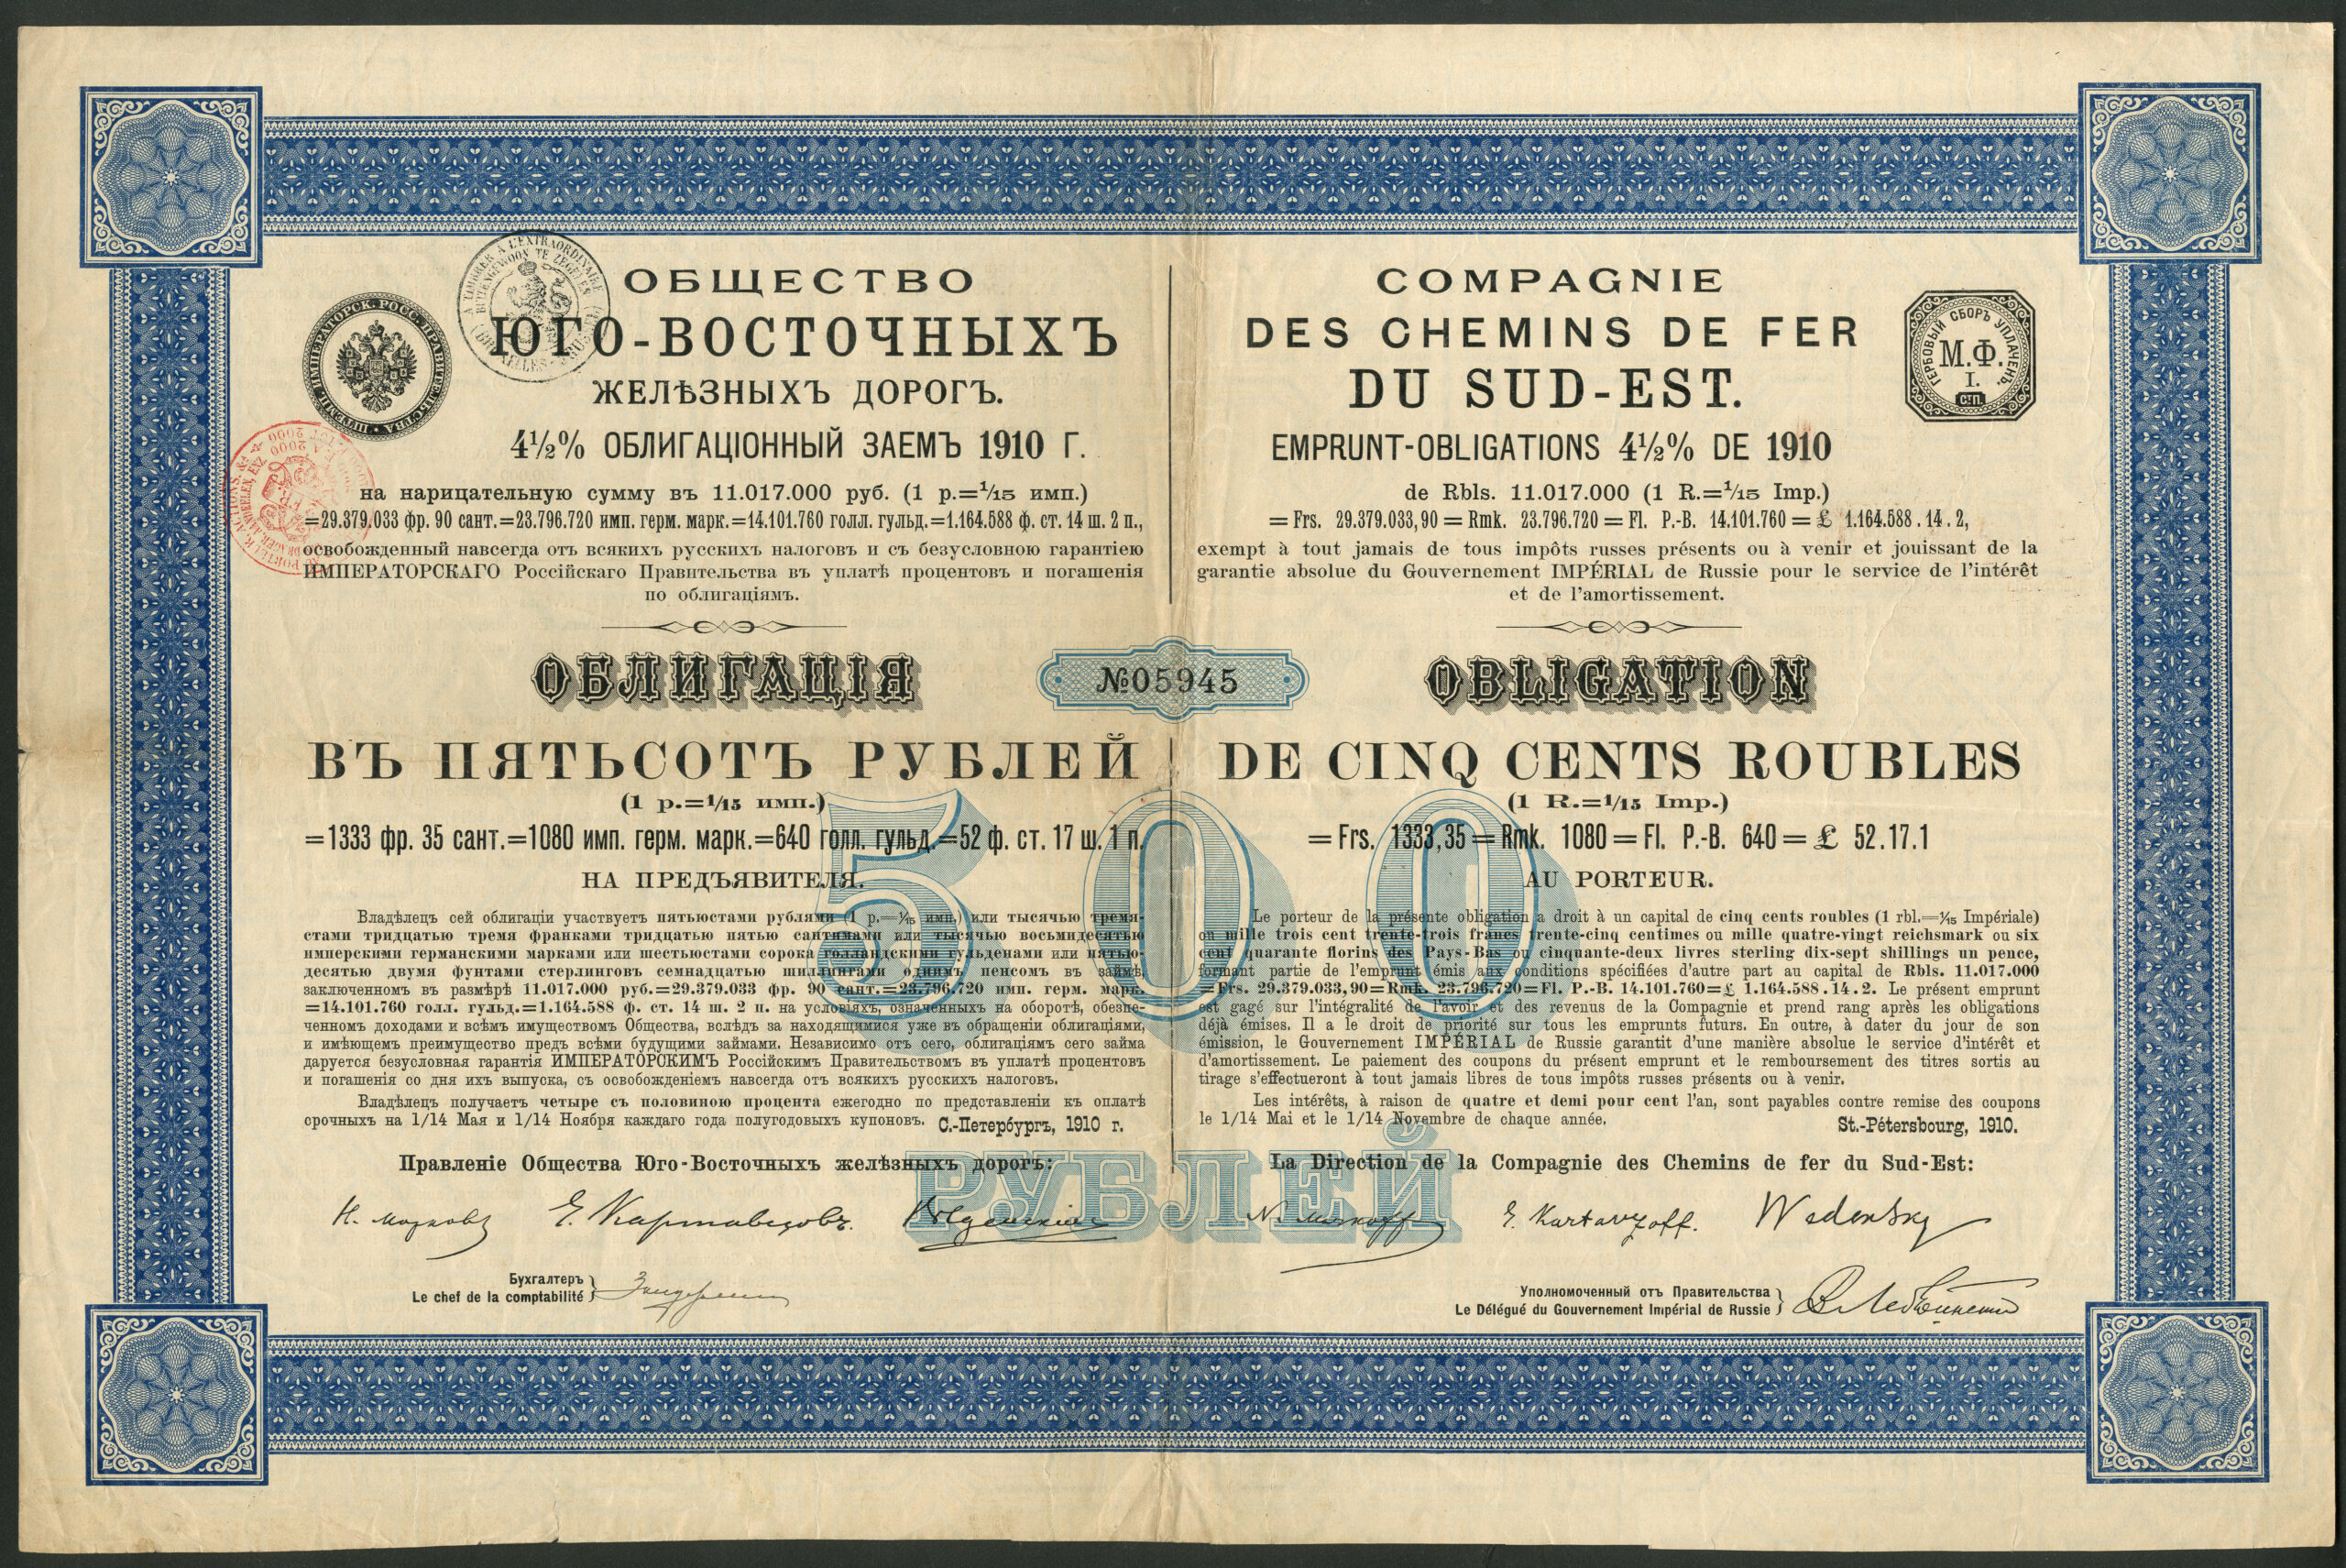 ОБЩЕСТВО
ЮГО-ВОСТОЧНЫХЪ
ЖЕЛѢЗНЫХЪ ДОРОГЪ.
4½% ОБЛИГАЦІОННЫЙ ЗАЕМЪ 1910 Г.
на нарицательную сумму въ 11.017.000 руб. (1 р.=1/15 имп.)
=29.379.033 фр. 90 сант.=23.796.720 имп. герм. марк.=14.101.760 голл. гульд.=1.164.588 ф. ст. 14 ш. 2 п.,
освобожденный навсегда отъ всякихъ русскихъ налоговъ и съ безусловною гарантіею
ИМПЕРАТОРСКАГО Россійскаго Правительства въ уплатѣ процентовъ и погашенія
по облигаціямъ.
COMPAGNIE
DES CHEMINS DE FER
DU SUD-EST.
EMPRUNT-OBLIGATIONS 4½% DE 1910
de Rbls. 11.017.000 (1 R.=1/15 Imp.)
=Frs. 29.379.033,90=Rmk. 23.796.720=Fl. P.-B. 14.101.760=£ 1.164.588.14.2,
exempt à tout jamais de tous impôts russes présents ou à venir et jouissant de la
garantie absolue du Gouvernement IMPÉRIAL de Russie pour le service de l'intérêt
et de l'amortissement.
ГЕРБОВЫЙ СБОРЪ УПЛАЧЕНЪ.
М.Ф.
I.
С.П.
ОБЛИГАЦІЯ
№05945
OBLIGATION
ВЪ ПЯТЬСОТЪ РУБЛЕЙ
(1 р.=1/15 имп.)
=1333 фр. 35 сант.=1080 имп. герм. марк.=640 голл. гульд.=52 ф. ст. 17 ш. 1 п.
НА ПРЕДЪЯВИТЕЛЯ.
Владѣлецъ сей облигаціи участвуетъ пятьюстами рублями (1 р.=1/15 имп.) или тысячью тремя-
стами тридцатью тремя франками тридцатью пятью сантимами или тысячью восьмидесятью
имперскими германскими марками или шестьюстами сорока голландскими гульденами или пятью-
десятью двумя фунтами стерлинговъ семнадцатью шиллингами однимъ пенсомъ въ займѣ,
заключенномъ въ размѣрѣ 11.017.000 руб.=29.379.033 фр. 90 сант.=23.796.720 имп. герм. марк.
=14.101.760 голл. гульд.=1.164.588 ф. ст. 14 ш. 2 п. на условіяхъ, означенныхъ на оборотѣ, обезпе-
ченномъ доходами и всѣмъ имуществомъ Общества, вслѣдъ за находящимися уже въ обращеніи облигаціями,
и имѣющемъ преимущество предъ всѣми будущими займами. Независимо отъ сего, облигаціямъ сего займа
даруется безусловная гарантія ИМПЕРАТОРСКИМЪ Россійскимъ Правительствомъ въ уплатѣ процентовъ
и погашенія со дня ихъ выпуска, съ освобожденіемъ навсегда отъ всякихъ русскихъ налоговъ.
Владѣлецъ получаетъ четыре съ половиною процента ежегодно по представленіи къ оплатѣ
срочныхъ на 1/14 Мая и 1/14 Ноября каждаго года полугодовыхъ купоновъ.
С.-Петербургъ, 1910 г.
Правленіе Общества Юго-Восточныхъ желѣзныхъ дорогъ:
Н. Марковъ
Е. Картавцовъ.
Бухгалтеръ
Le chef de la comptabilité
DE CINQ CENTS ROUBLES
(1 R.=1/15 Imp.)
=Frs. 1333,35=Rmk. 1080=Fl. P.-B. 640=£ 52.17.1
AU PORTEUR.
Le porteur de la présente obligation a droit à un capital de cinq cents roubles (1 rbl.=1/15 Impériale)
ou mille trois cent trente-trois francs trente-cinq centimes ou mille quatre-vingt reichsmark ou six
cent quarante florins des Pays-Bas ou cinquante-deux livres sterling dix-sept shillings un pence,
formant partie de l'emprunt émis aux conditions spécifiées d'autre part au capital de Rbls. 11.017.000
=Frs. 29.379.033,90=Rmk. 23.796.720=Fl. P.-B. 14.101.760=£ 1.164.588.14.2. Le présent emprunt
est gagé sur l'intégralité de l'avoir et des revenus de la Compagnie et prend rang après les obligations
déjà émises. Il a le droit de priorité sur tous les emprunts futurs. En outre, à dater du jour de son
émission, le Gouvernement IMPÉRIAL de Russie garantit d'une manière absolue le service d'intérêt et
d'amortissement. Le paiement des coupons du présent emprunt et le remboursement des titres sortis au
tirage s'effectueront à tout jamais libres de tous impôts russes présents ou à venir.
Les intérêts, à raison de quatre et demi pour cent l'an, sont payables contre remise des coupons
le 1/14 Mai et le 1/14 Novembre de chaque année.
St.-Pétersbourg, 1910.
La Direction de la Compagnie des Chemins de fer du Sud-Est:
N. Markoff
E. Kartavzoff.
Wedensky
Уполномоченный отъ Правительства
Le Délégué du Gouvernement Impérial de Russie
500
РУБЛЕЙ